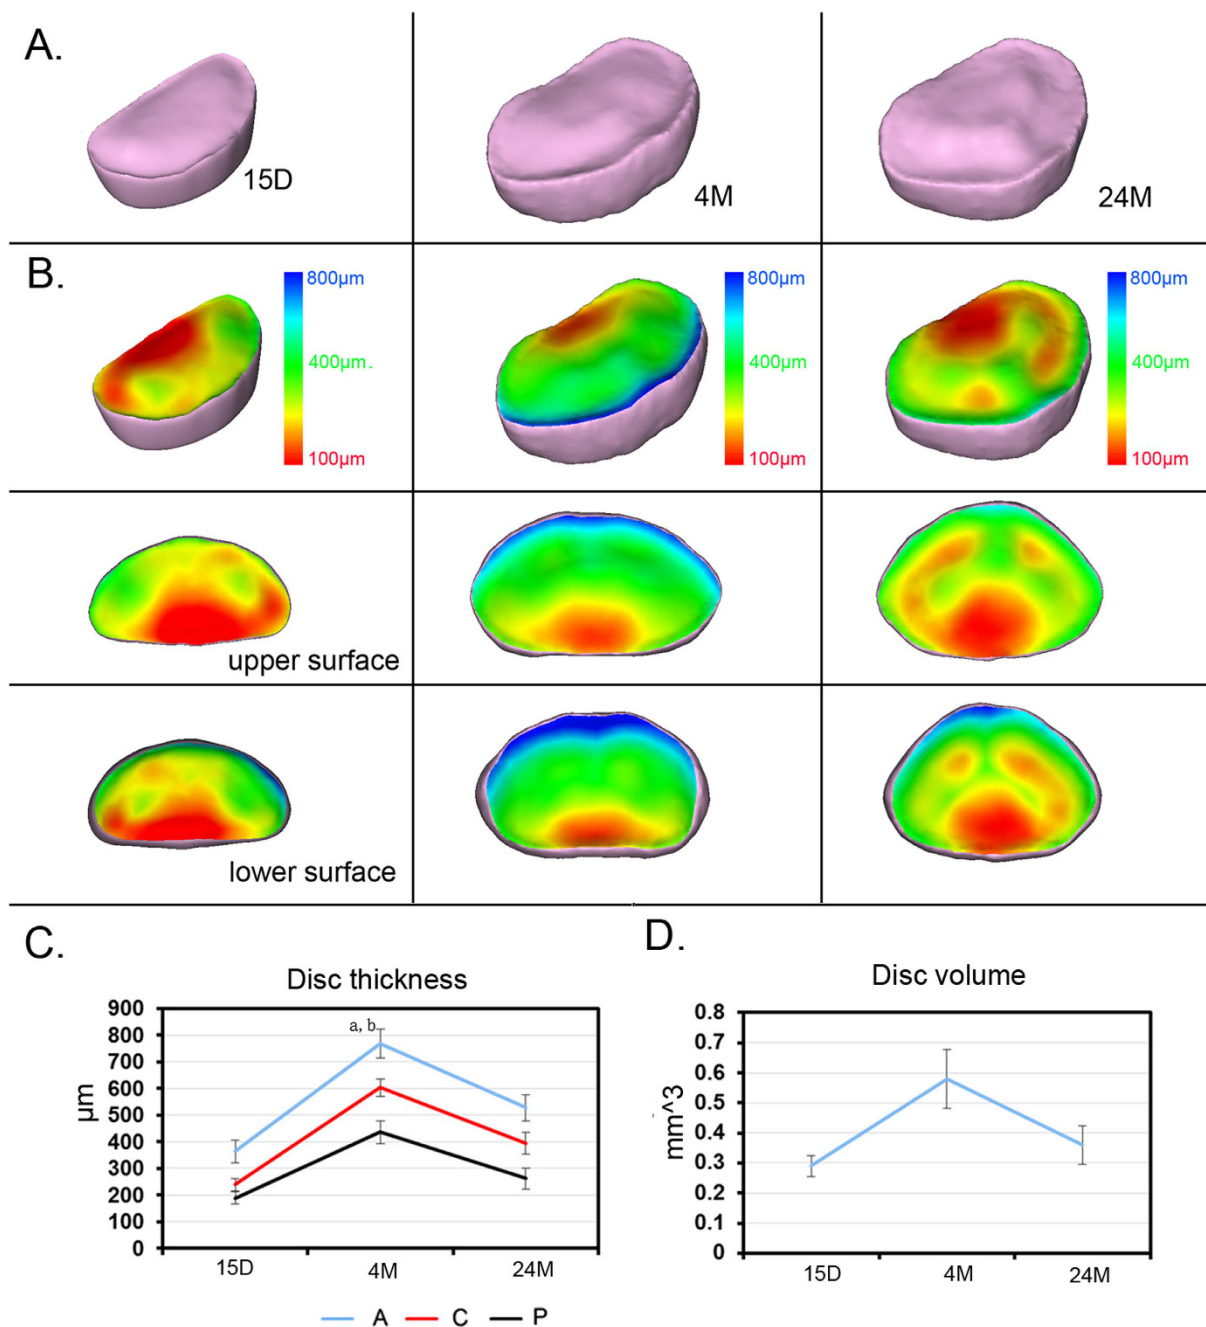 A.
15D
4M
24M
B.
800µm
400µm.
100µm
800µm
400µm
100µm
800µm
400µm
100µm
upper surface
lower surface
C.
Disc thickness
900
800
700
600
500
400
300
200
100
0
µm
a, b
15D
4M
24M
A
C
P
D.
Disc volume
0.8
0.7
0.6
0.5
0.4
0.3
0.2
0.1
0
mm^3
15D
4M
24M